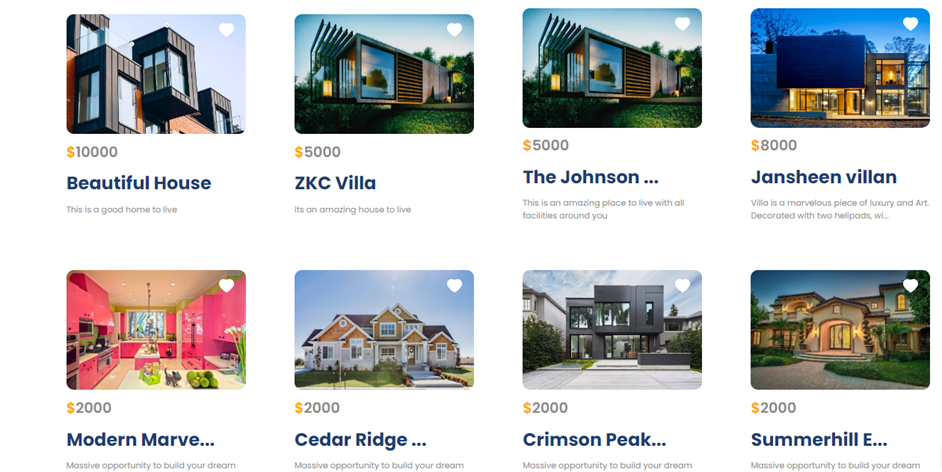 $10000
Beautiful House
This is a good home to live
$5000
ZKC Villa
Its an amazing house to live
$5000
The Johnson ...
This is an amazing place to live with all
facilities around you
$8000
Jansheen villan
Villa is a marvelous piece of luxury and Art.
Decorated with two helipads, wi...
$2000
Modern Marve...
Massive opportunity to build your dream
$2000
Cedar Ridge ...
Massive opportunity to build your dream
$2000
Crimson Peak...
Massive opportunity to build your dream
$2000
Summerhill E...
Massive opportunity to build your dream